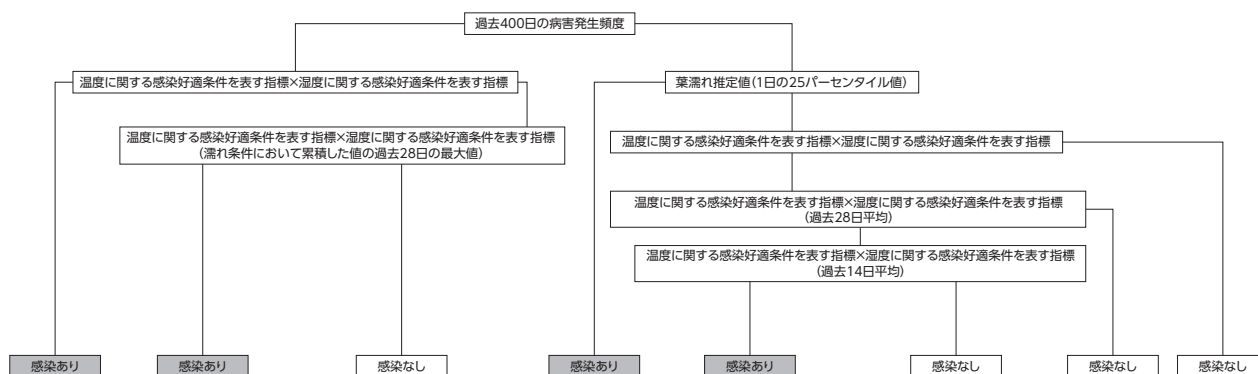 過去400日の病害発生頻度
温度に関する感染好適条件を表す指標×湿度に関する感染好適条件を表す指標
葉濡れ推定値(1日の25パーセンタイル値)
温度に関する感染好適条件を表す指標×湿度に関する感染好適条件を表す指標
(濡れ条件において累積した値の過去28日の最大値)
温度に関する感染好適条件を表す指標×湿度に関する感染好適条件を表す指標
温度に関する感染好適条件を表す指標×湿度に関する感染好適条件を表す指標
(過去28日平均)
温度に関する感染好適条件を表す指標×湿度に関する感染好適条件を表す指標
(過去14日平均)
感染あり
感染あり
感染なし
感染あり
感染あり
感染なし
感染なし
感染なし